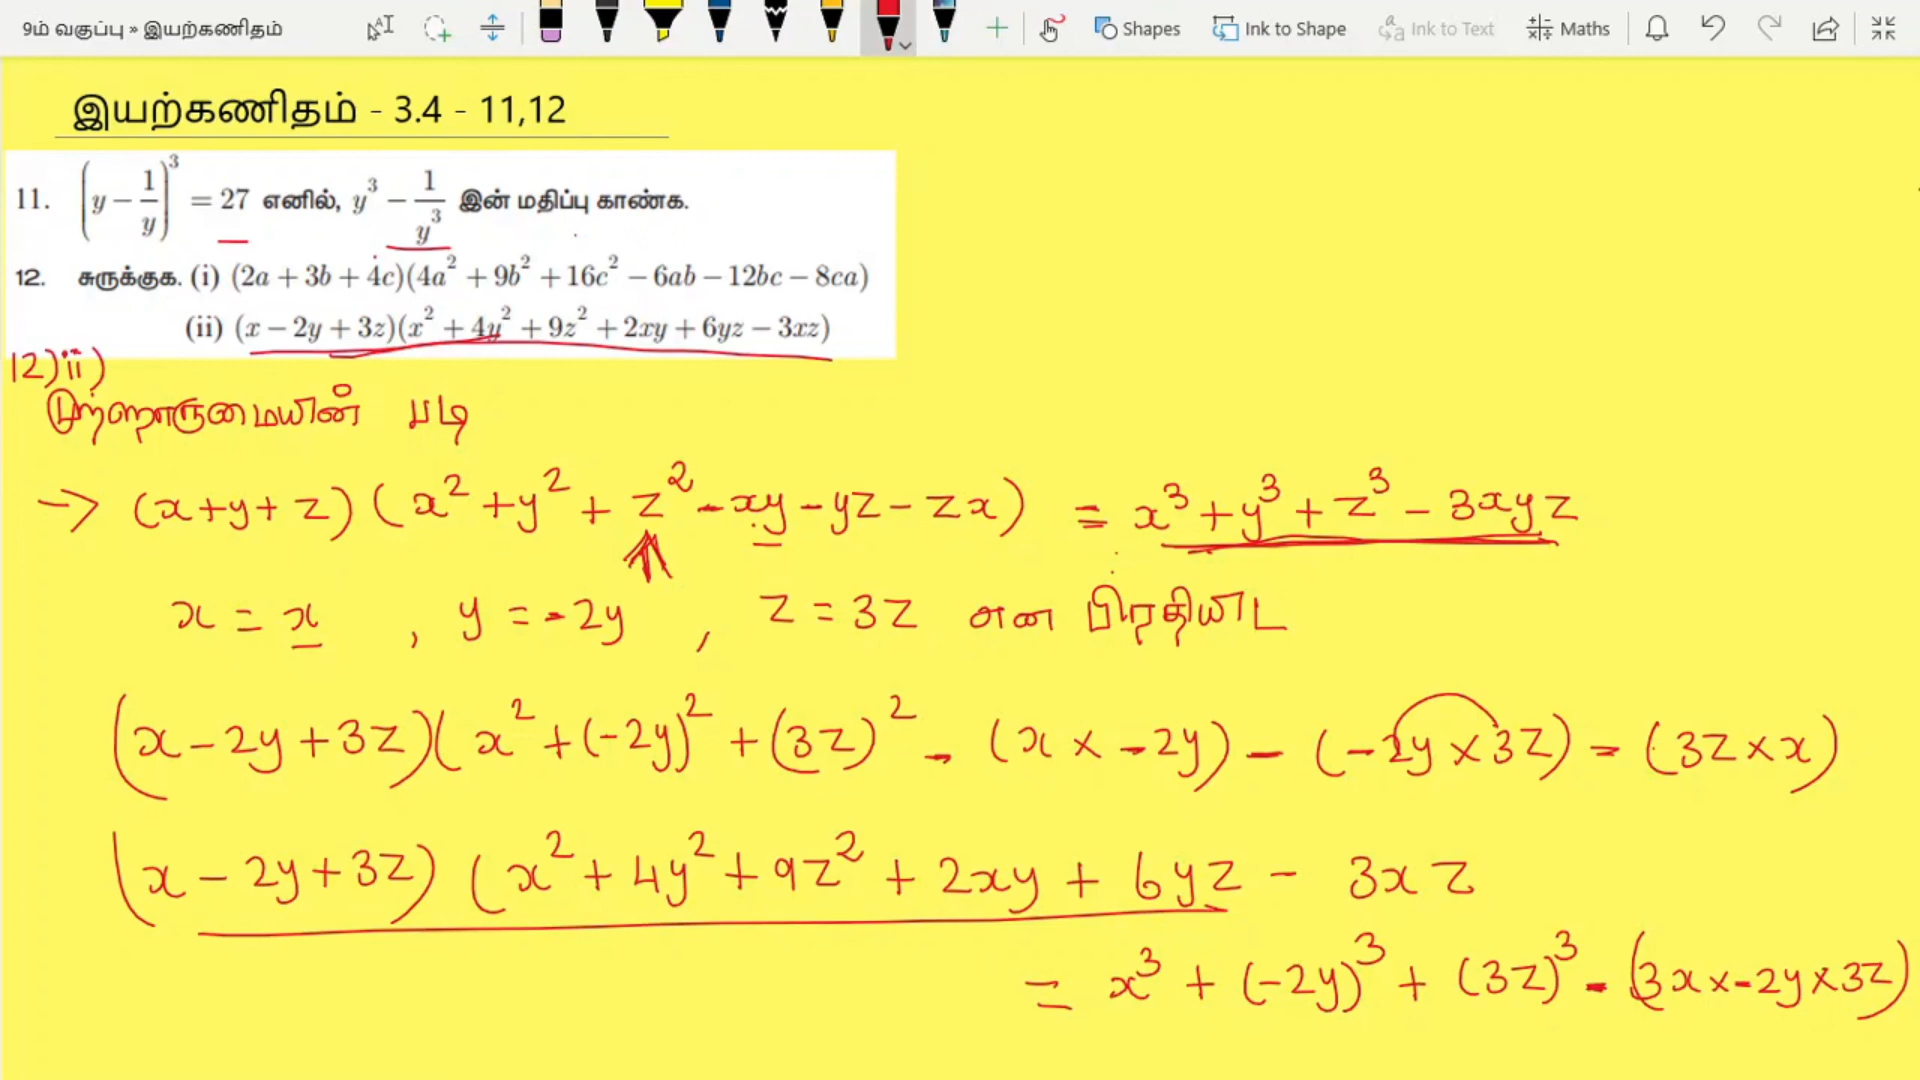 9ம் வகுப்பு » இயற்கணிதம் Shapes Ink to Shape Ink to Text Maths
இயற்கணிதம் - 3.4 - 11,12
11. (y − 1/y)³ = 27 எனில், y³ − 1/y³ இன் மதிப்பு காண்க.
12. சுருக்குக. (i) (2a + 3b + 4c)(4a² + 9b² + 16c² − 6ab − 12bc − 8ca)
(ii) (x − 2y + 3z)(x² + 4y² + 9z² + 2xy + 6yz − 3xz)
12)ii)
முற்றொருமையின் படி
→ (x+y+z) (x² + y² + z² - xy - yz - zx) = x³ + y³ + z³ - 3xyz
x = x , y = -2y , z = 3z என பிரதியிட
(x - 2y + 3z)(x² + (-2y)² + (3z)² - (x × -2y) - (-2y × 3z) - (3z × x)
(x - 2y + 3z) (x² + 4y² + 9z² + 2xy + 6yz - 3xz
= x³ + (-2y)³ + (3z)³ - (3x × -2y × 3z)